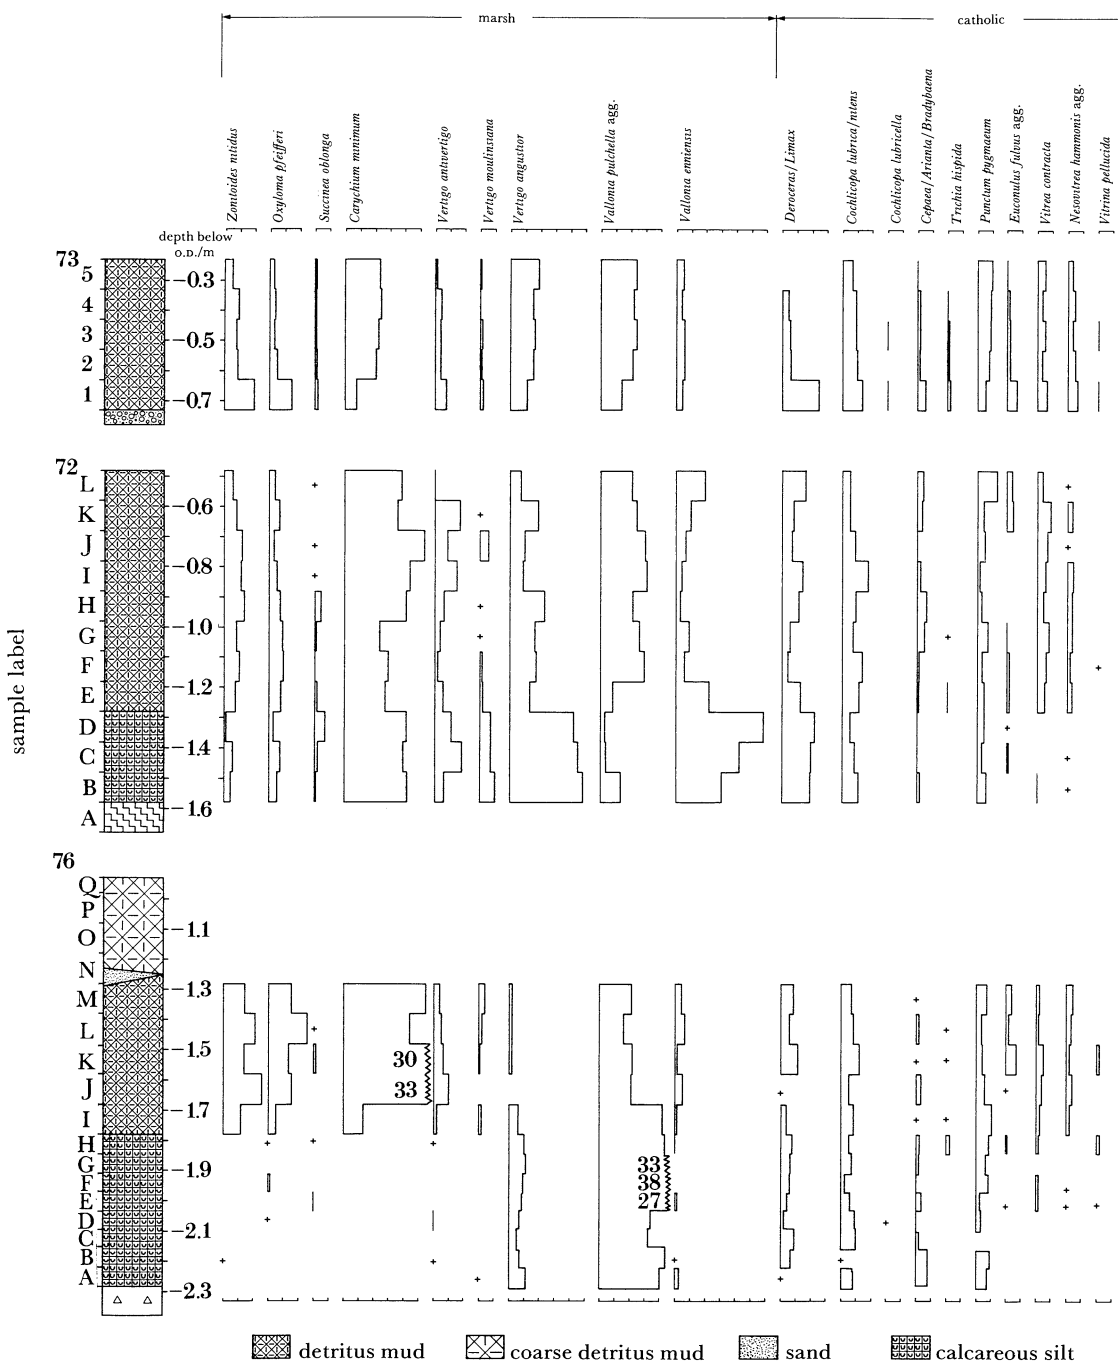 marsh
catholic
Zonitoides nitidus
Oxyloma pfeifferi
Succinea oblonga
Carychium minimum
Vertigo antivertigo
Vertigo moulinsiana
Vertigo angustior
Vallonia pulchella agg.
Vallonia enniensis
Deroceras/Limax
Cochlicopa lubrica/nitens
Cochlicopa lubricella
Cepaea/Arianta/Bradybaena
Trichia hispida
Punctum pygmaeum
Euconulus fulvus agg.
Vitrea contracta
Nesovitrea hammonis agg.
Vitrina pellucida
depth below
O.D./m
sample label
73
5
−0.3
4
3
−0.5
2
1
−0.7
72
L
−0.6
K
J
−0.8
I
H
−1.0
G
F
−1.2
E
D
−1.4
C
B
−1.6
A
76
Q
P
−1.1
O
N
−1.3
M
L
−1.5
K
30
J
33
−1.7
I
H
G
33
−1.9
F
38
E
27
D
−2.1
C
B
A
−2.3
detritus mud
coarse detritus mud
sand
calcareous silt